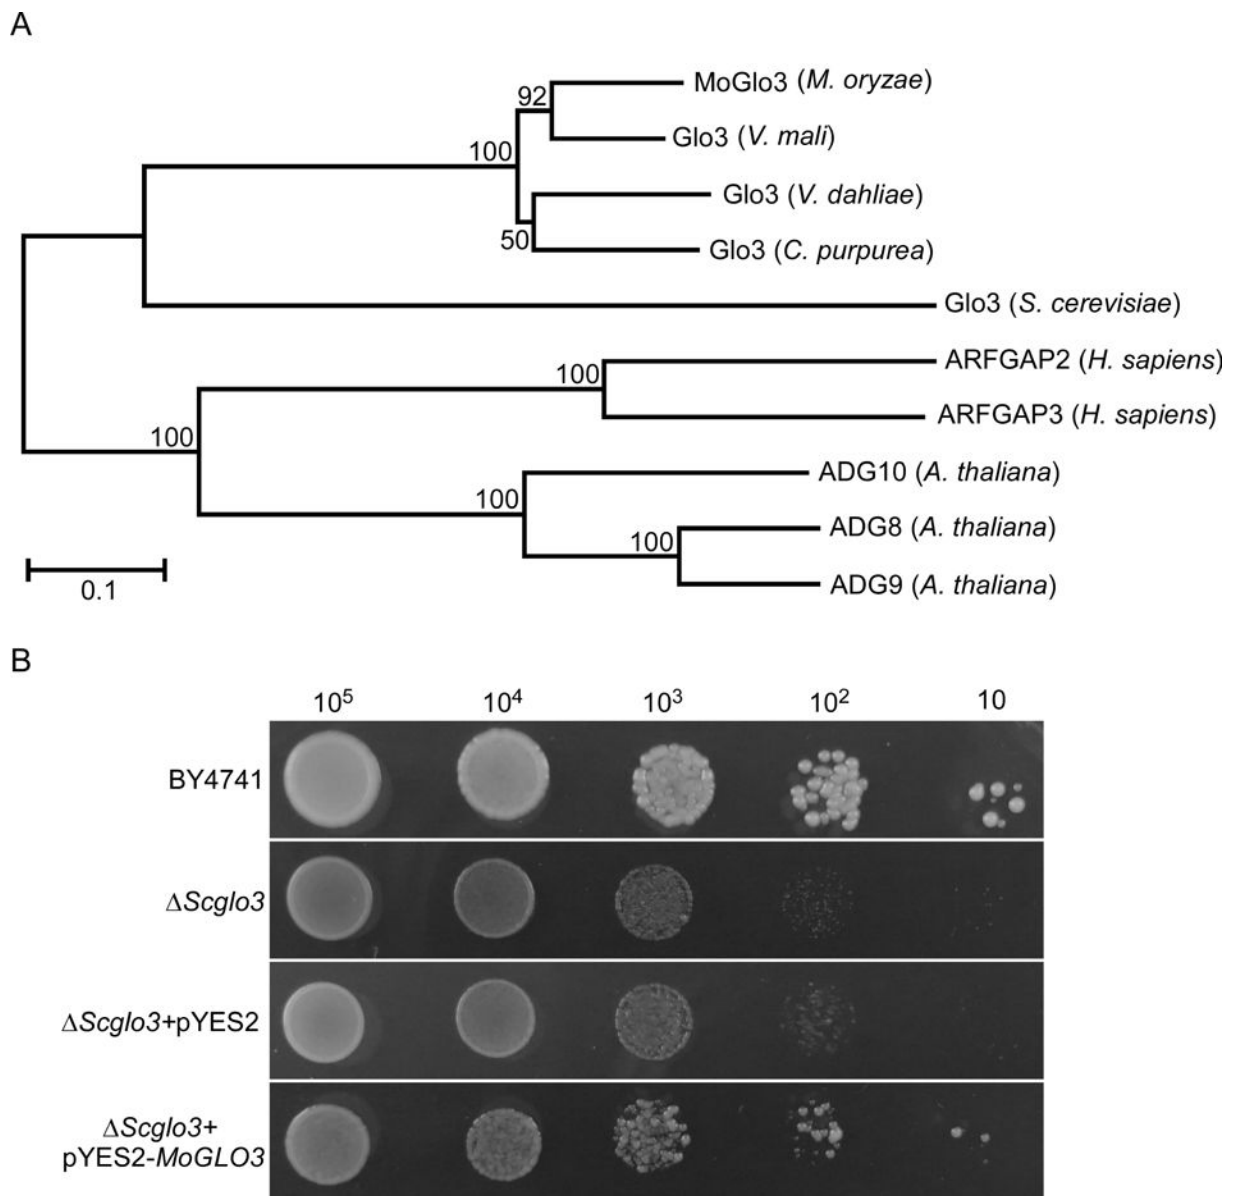 A
MoGlo3 (M. oryzae)
92
Glo3 (V. mali)
100
Glo3 (V. dahliae)
50
Glo3 (C. purpurea)
Glo3 (S. cerevisiae)
ARFGAP2 (H. sapiens)
100
ARFGAP3 (H. sapiens)
100
ADG10 (A. thaliana)
100
ADG8 (A. thaliana)
100
ADG9 (A. thaliana)
0.1
B
10⁵ 10⁴ 10³ 10² 10
BY4741
ΔScglo3
ΔScglo3+pYES2
ΔScglo3+
pYES2-MoGLO3